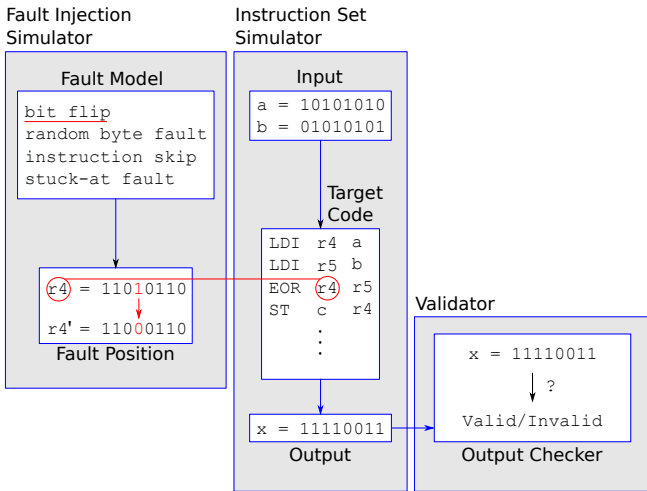 Fault Injection
Simulator
Fault Model
bit flip
random byte fault
instruction skip
stuck-at fault
r4 = 11010110
r4' = 11000110
Fault Position
Instruction Set
Simulator
Input
a = 10101010
b = 01010101
Target
Code
LDI r4 a
LDI r5 b
EOR r4 r5
ST c r4
.
.
.
x = 11110011
Output
Validator
x = 11110011
?
Valid/Invalid
Output Checker